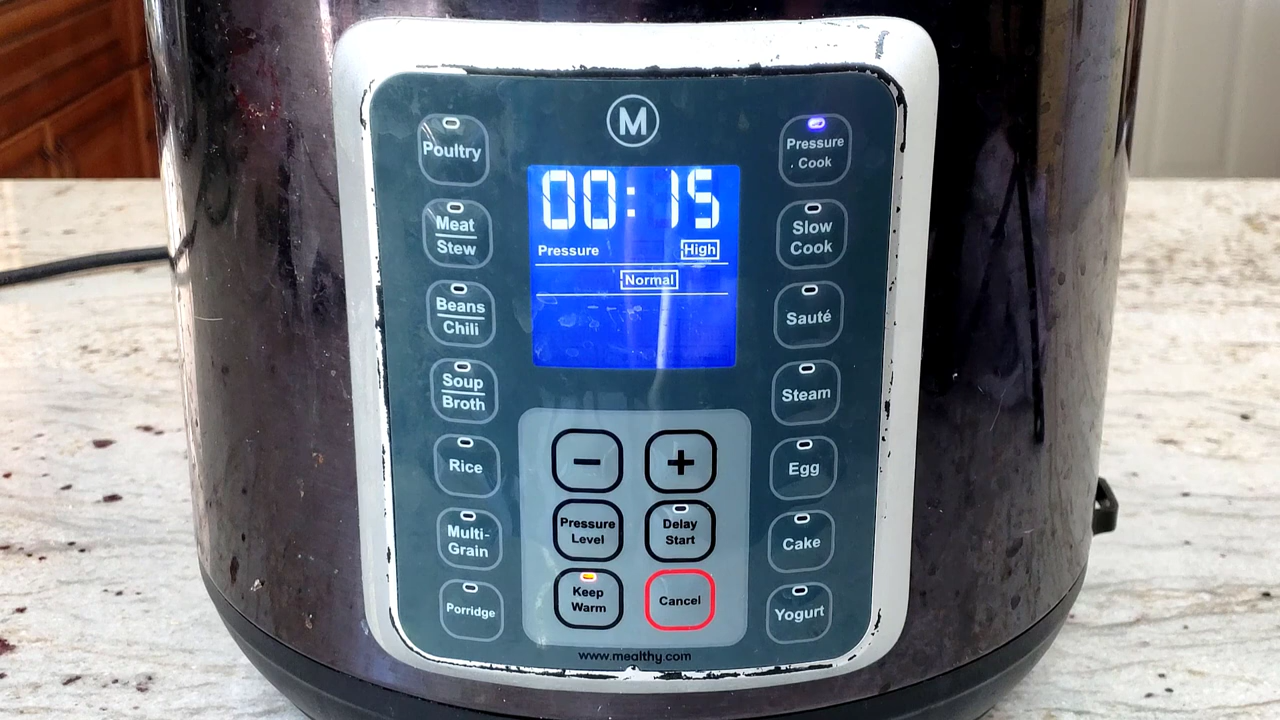 M
00:15
Pressure High
Normal
Poultry
Meat
Stew
Beans
Chili
Soup
Broth
Rice
Multi-
Grain
Porridge
Pressure
Cook
Slow
Cook
Sauté
Steam
Egg
Cake
Yogurt
−
+
Pressure
Level
Delay
Start
Keep
Warm
Cancel
www.mealthy.com